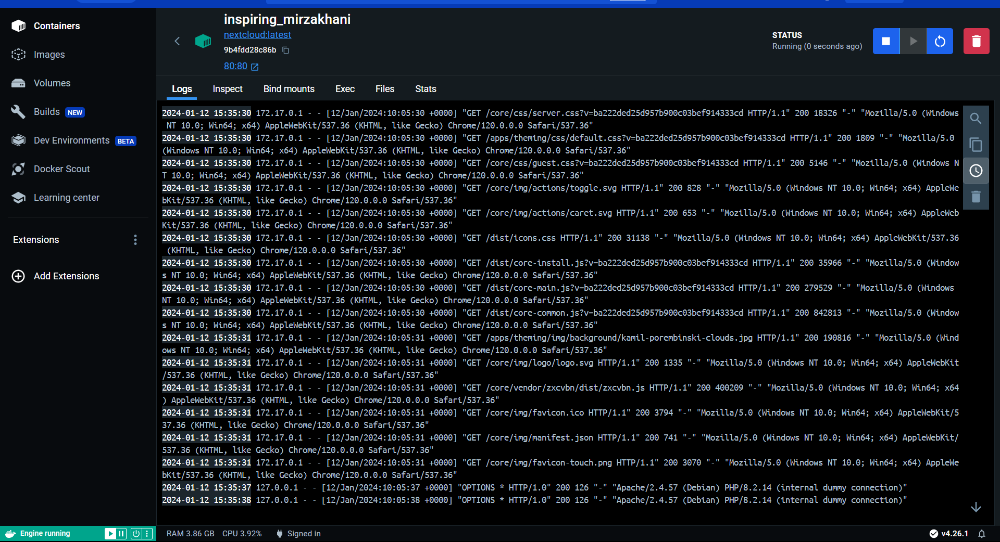 inspiring_mirzakhani
nextcloud:latest
9b4fdd28c86b
80:80
STATUS
Running (0 seconds ago)
Containers
Images
Volumes
Builds NEW
Dev Environments BETA
Docker Scout
Learning center
Extensions
Add Extensions
Logs Inspect Bind mounts Exec Files Stats
2024-01-12 15:35:30 172.17.0.1 - - [12/Jan/2024:10:05:30 +0000] "GET /core/css/server.css?v=ba222ded25d957b900c03bef914333cd HTTP/1.1" 200 18326 "-" "Mozilla/5.0 (Windows
NT 10.0; Win64; x64) AppleWebKit/537.36 (KHTML, like Gecko) Chrome/120.0.0.0 Safari/537.36"
2024-01-12 15:35:30 172.17.0.1 - - [12/Jan/2024:10:05:30 +0000] "GET /apps/theming/css/default.css?v=ba222ded25d957b900c03bef914333cd HTTP/1.1" 200 1809 "-" "Mozilla/5.0
(Windows NT 10.0; Win64; x64) AppleWebKit/537.36 (KHTML, like Gecko) Chrome/120.0.0.0 Safari/537.36"
2024-01-12 15:35:30 172.17.0.1 - - [12/Jan/2024:10:05:30 +0000] "GET /core/css/guest.css?v=ba222ded25d957b900c03bef914333cd HTTP/1.1" 200 5146 "-" "Mozilla/5.0 (Windows N
T 10.0; Win64; x64) AppleWebKit/537.36 (KHTML, like Gecko) Chrome/120.0.0.0 Safari/537.36"
2024-01-12 15:35:30 172.17.0.1 - - [12/Jan/2024:10:05:30 +0000] "GET /core/img/actions/toggle.svg HTTP/1.1" 200 828 "-" "Mozilla/5.0 (Windows NT 10.0; Win64; x64) AppleWe
bKit/537.36 (KHTML, like Gecko) Chrome/120.0.0.0 Safari/537.36"
2024-01-12 15:35:30 172.17.0.1 - - [12/Jan/2024:10:05:30 +0000] "GET /core/img/actions/caret.svg HTTP/1.1" 200 653 "-" "Mozilla/5.0 (Windows NT 10.0; Win64; x64) AppleWeb
Kit/537.36 (KHTML, like Gecko) Chrome/120.0.0.0 Safari/537.36"
2024-01-12 15:35:30 172.17.0.1 - - [12/Jan/2024:10:05:30 +0000] "GET /dist/icons.css HTTP/1.1" 200 31138 "-" "Mozilla/5.0 (Windows NT 10.0; Win64; x64) AppleWebKit/537.36
(KHTML, like Gecko) Chrome/120.0.0.0 Safari/537.36"
2024-01-12 15:35:30 172.17.0.1 - - [12/Jan/2024:10:05:30 +0000] "GET /dist/core-install.js?v=ba222ded25d957b900c03bef914333cd HTTP/1.1" 200 35966 "-" "Mozilla/5.0 (Window
s NT 10.0; Win64; x64) AppleWebKit/537.36 (KHTML, like Gecko) Chrome/120.0.0.0 Safari/537.36"
2024-01-12 15:35:30 172.17.0.1 - - [12/Jan/2024:10:05:30 +0000] "GET /dist/core-main.js?v=ba222ded25d957b900c03bef914333cd HTTP/1.1" 200 279529 "-" "Mozilla/5.0 (Windows
NT 10.0; Win64; x64) AppleWebKit/537.36 (KHTML, like Gecko) Chrome/120.0.0.0 Safari/537.36"
2024-01-12 15:35:30 172.17.0.1 - - [12/Jan/2024:10:05:30 +0000] "GET /dist/core-common.js?v=ba222ded25d957b900c03bef914333cd HTTP/1.1" 200 842813 "-" "Mozilla/5.0 (Window
s NT 10.0; Win64; x64) AppleWebKit/537.36 (KHTML, like Gecko) Chrome/120.0.0.0 Safari/537.36"
2024-01-12 15:35:31 172.17.0.1 - - [12/Jan/2024:10:05:31 +0000] "GET /apps/theming/img/background/kamil-porembinski-clouds.jpg HTTP/1.1" 200 190816 "-" "Mozilla/5.0 (Wind
ows NT 10.0; Win64; x64) AppleWebKit/537.36 (KHTML, like Gecko) Chrome/120.0.0.0 Safari/537.36"
2024-01-12 15:35:31 172.17.0.1 - - [12/Jan/2024:10:05:31 +0000] "GET /core/img/logo/logo.svg HTTP/1.1" 200 1335 "-" "Mozilla/5.0 (Windows NT 10.0; Win64; x64) AppleWebKit
/537.36 (KHTML, like Gecko) Chrome/120.0.0.0 Safari/537.36"
2024-01-12 15:35:31 172.17.0.1 - - [12/Jan/2024:10:05:31 +0000] "GET /core/vendor/zxcvbn/dist/zxcvbn.js HTTP/1.1" 200 400209 "-" "Mozilla/5.0 (Windows NT 10.0; Win64; x64
) AppleWebKit/537.36 (KHTML, like Gecko) Chrome/120.0.0.0 Safari/537.36"
2024-01-12 15:35:31 172.17.0.1 - - [12/Jan/2024:10:05:31 +0000] "GET /core/img/favicon.ico HTTP/1.1" 200 3794 "-" "Mozilla/5.0 (Windows NT 10.0; Win64; x64) AppleWebKit/5
37.36 (KHTML, like Gecko) Chrome/120.0.0.0 Safari/537.36"
2024-01-12 15:35:31 172.17.0.1 - - [12/Jan/2024:10:05:31 +0000] "GET /core/img/manifest.json HTTP/1.1" 200 741 "-" "Mozilla/5.0 (Windows NT 10.0; Win64; x64) AppleWebKit/
537.36 (KHTML, like Gecko) Chrome/120.0.0.0 Safari/537.36"
2024-01-12 15:35:31 172.17.0.1 - - [12/Jan/2024:10:05:31 +0000] "GET /core/img/favicon-touch.png HTTP/1.1" 200 3070 "-" "Mozilla/5.0 (Windows NT 10.0; Win64; x64) AppleWe
bKit/537.36 (KHTML, like Gecko) Chrome/120.0.0.0 Safari/537.36"
2024-01-12 15:35:37 127.0.0.1 - - [12/Jan/2024:10:05:37 +0000] "OPTIONS * HTTP/1.0" 200 126 "-" "Apache/2.4.57 (Debian) PHP/8.2.14 (internal dummy connection)"
2024-01-12 15:35:38 127.0.0.1 - - [12/Jan/2024:10:05:38 +0000] "OPTIONS * HTTP/1.0" 200 126 "-" "Apache/2.4.57 (Debian) PHP/8.2.14 (internal dummy connection)"
Engine running
RAM 3.86 GB CPU 3.92% Signed in
v4.26.1